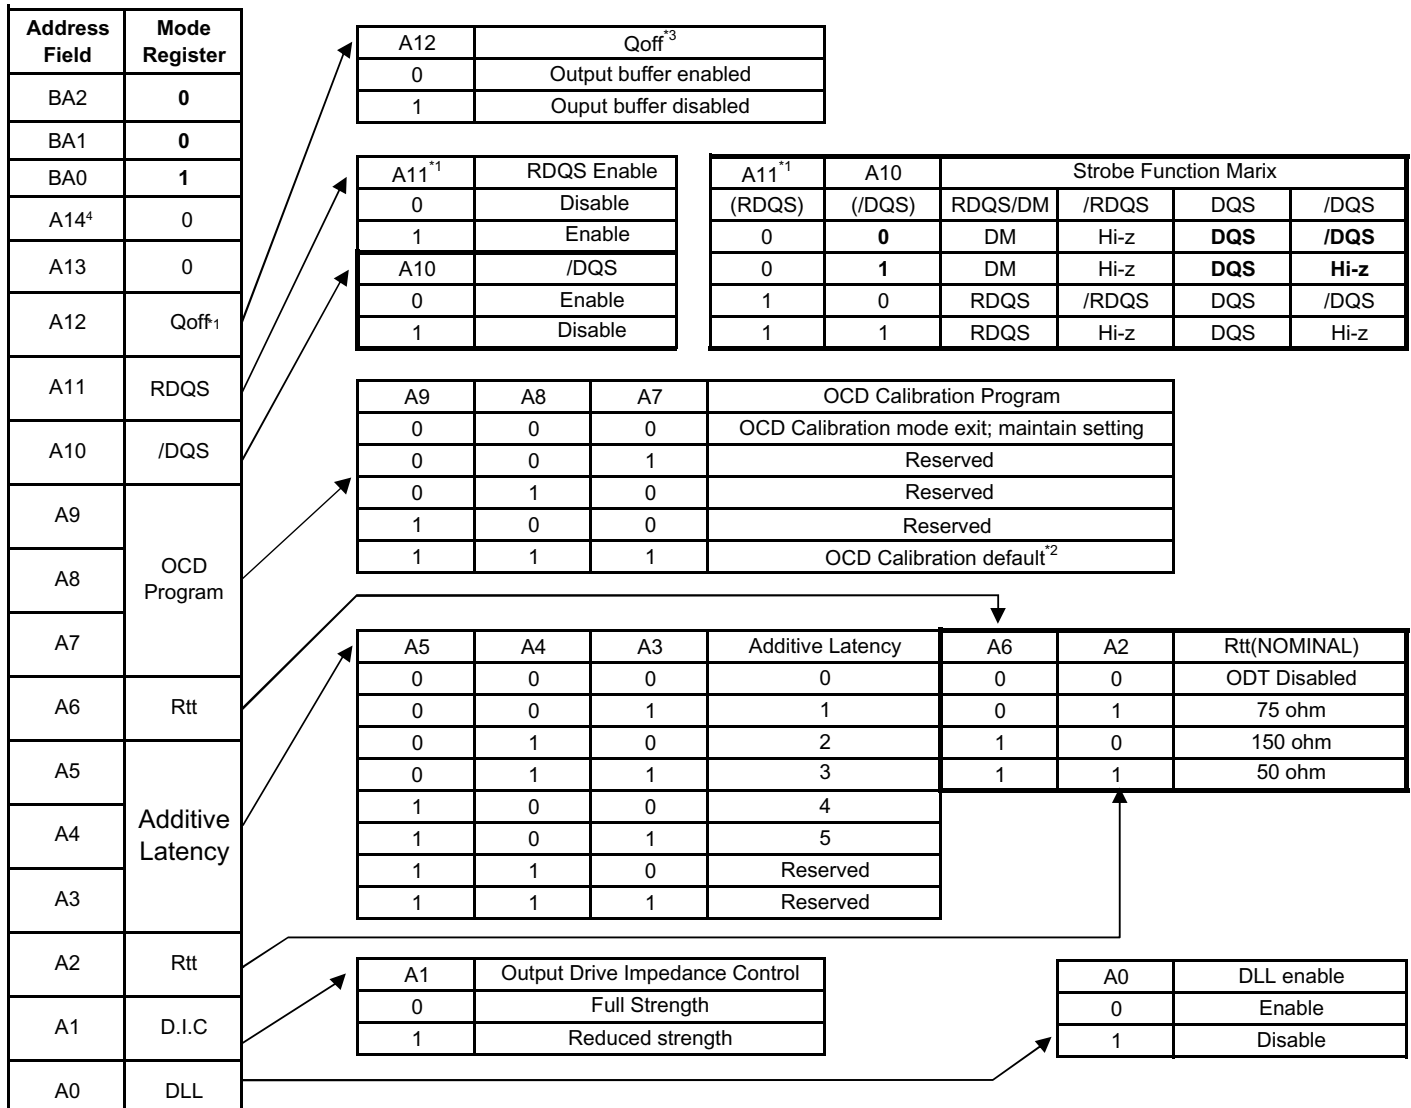 Address Field | Mode Register
BA2 | 0
BA1 | 0
BA0 | 1
A144 | 0
A13 | 0
A12 | Qoff*1
A11 | RDQS
A10 | /DQS
A9
A8
A7
OCD Program
A6 | Rtt
A5
A4
A3
Additive Latency
A2 | Rtt
A1 | D.I.C
A0 | DLL
A12 | Qoff*3
0 | Output buffer enabled
1 | Ouput buffer disabled
A11*1 | RDQS Enable
0 | Disable
1 | Enable
A10 | /DQS
0 | Enable
1 | Disable
A11*1 | A10 | Strobe Function Marix
(RDQS) | (/DQS) | RDQS/DM | /RDQS | DQS | /DQS
0 | 0 | DM | Hi-z | DQS | /DQS
0 | 1 | DM | Hi-z | DQS | Hi-z
1 | 0 | RDQS | /RDQS | DQS | /DQS
1 | 1 | RDQS | Hi-z | DQS | Hi-z
A9 | A8 | A7 | OCD Calibration Program
0 | 0 | 0 | OCD Calibration mode exit; maintain setting
0 | 0 | 1 | Reserved
0 | 1 | 0 | Reserved
1 | 0 | 0 | Reserved
1 | 1 | 1 | OCD Calibration default*2
A5 | A4 | A3 | Additive Latency
0 | 0 | 0 | 0
0 | 0 | 1 | 1
0 | 1 | 0 | 2
0 | 1 | 1 | 3
1 | 0 | 0 | 4
1 | 0 | 1 | 5
1 | 1 | 0 | Reserved
1 | 1 | 1 | Reserved
A6 | A2 | Rtt(NOMINAL)
0 | 0 | ODT Disabled
0 | 1 | 75 ohm
1 | 0 | 150 ohm
1 | 1 | 50 ohm
A1 | Output Drive Impedance Control
0 | Full Strength
1 | Reduced strength
A0 | DLL enable
0 | Enable
1 | Disable